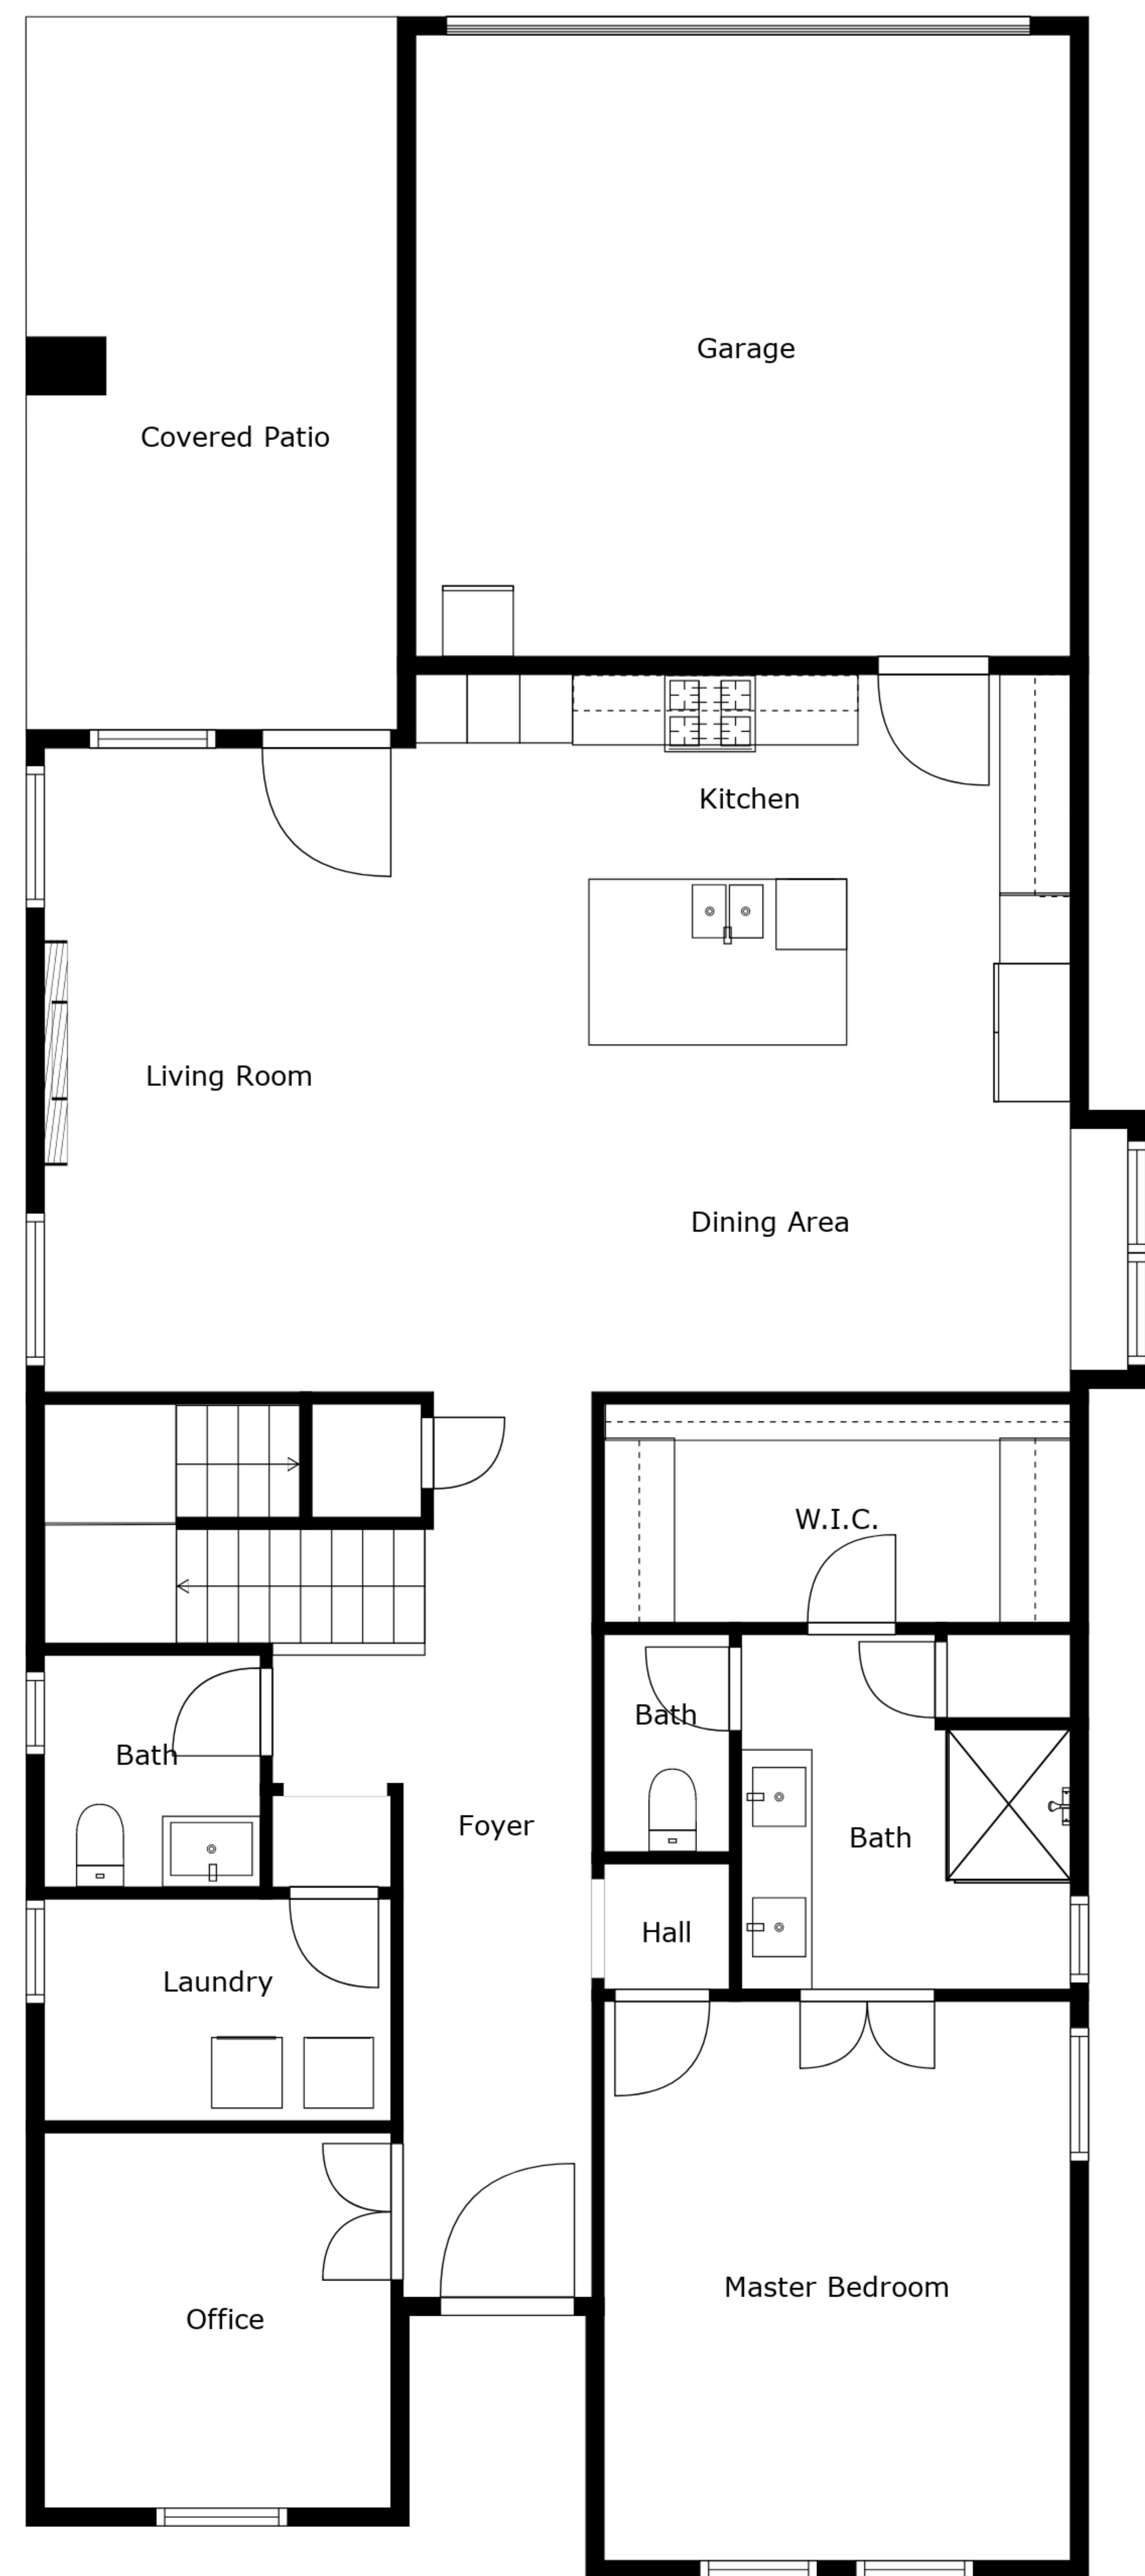 Garage
Covered Patio
Kitchen
Living Room
Dining Area
W.I.C.
Bath
Bath
Foyer
Bath
Hall
Laundry
Master Bedroom
Office